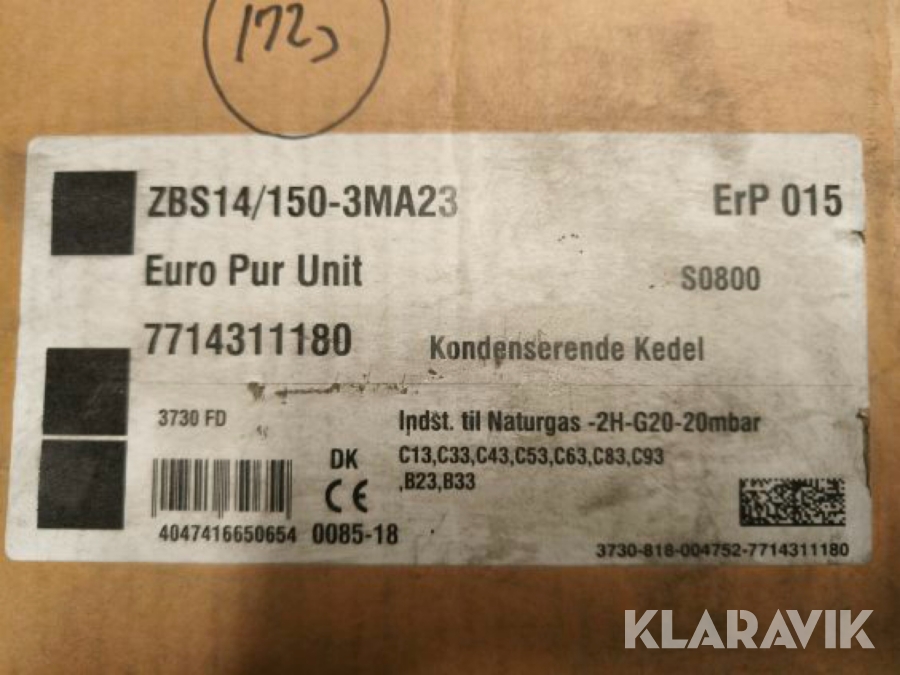 172
ZBS14/150-3MA23
ErP 015
Euro Pur Unit
S0800
7714311180
Kondenserende Kedel
3730 FD
Indst. til Naturgas -2H-G20-20mbar
DK
C13,C33,C43,C53,C63,C83,C93
,B23,B33
CE
4047416650654
0085-18
3730-818-004752-7714311180
KLARAVIK